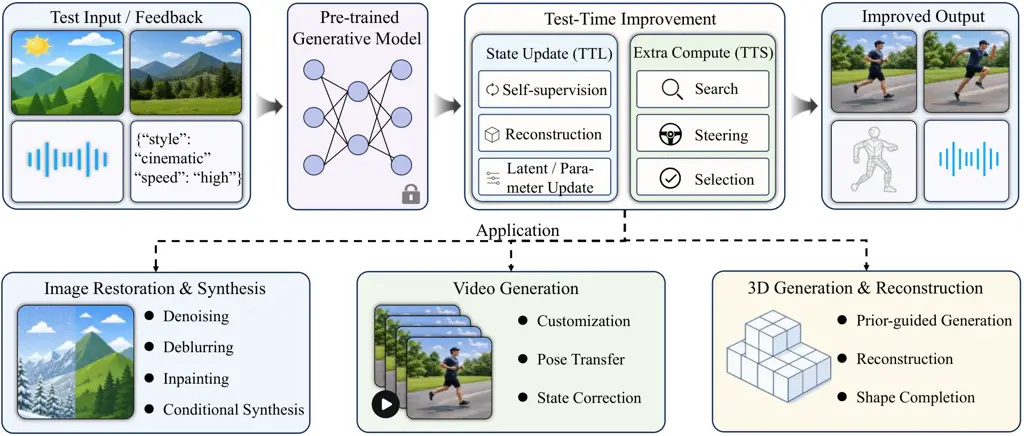 Test Input / Feedback
{“style”:
“cinematic”
“speed”: “high”}
Pre-trained
Generative Model
Test-Time Improvement
State Update (TTL)
Self-supervision
Reconstruction
Latent / Para-
meter Update
Extra Compute (TTS)
Search
Steering
Selection
Improved Output
Application
Image Restoration & Synthesis
Denoising
Deblurring
Inpainting
Conditional Synthesis
Video Generation
Customization
Pose Transfer
State Correction
3D Generation & Reconstruction
Prior-guided Generation
Reconstruction
Shape Completion